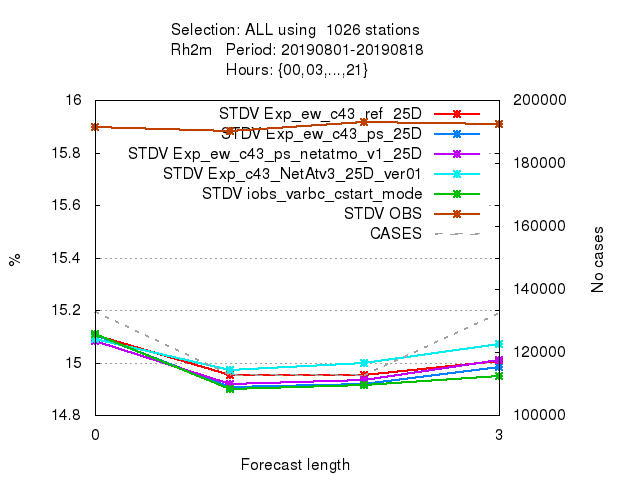 Selection: ALL using  1026 stations
Rh2m   Period: 20190801-20190818
Hours: {00,03,...,21}
16
200000
STDV Exp_ew_c43_ref_25D
STDV Exp_ew_c43_ps_25D
STDV Exp_ew_c43_ps_netatmo_v1_25D
STDV Exp_c43_NetAtv3_25D_ver01
STDV iobs_varbc_cstart_mode
STDV OBS
CASES
15.8
180000
15.6
160000
15.4
140000
15.2
120000
15
14.8
100000
%
No cases
0
3
Forecast length